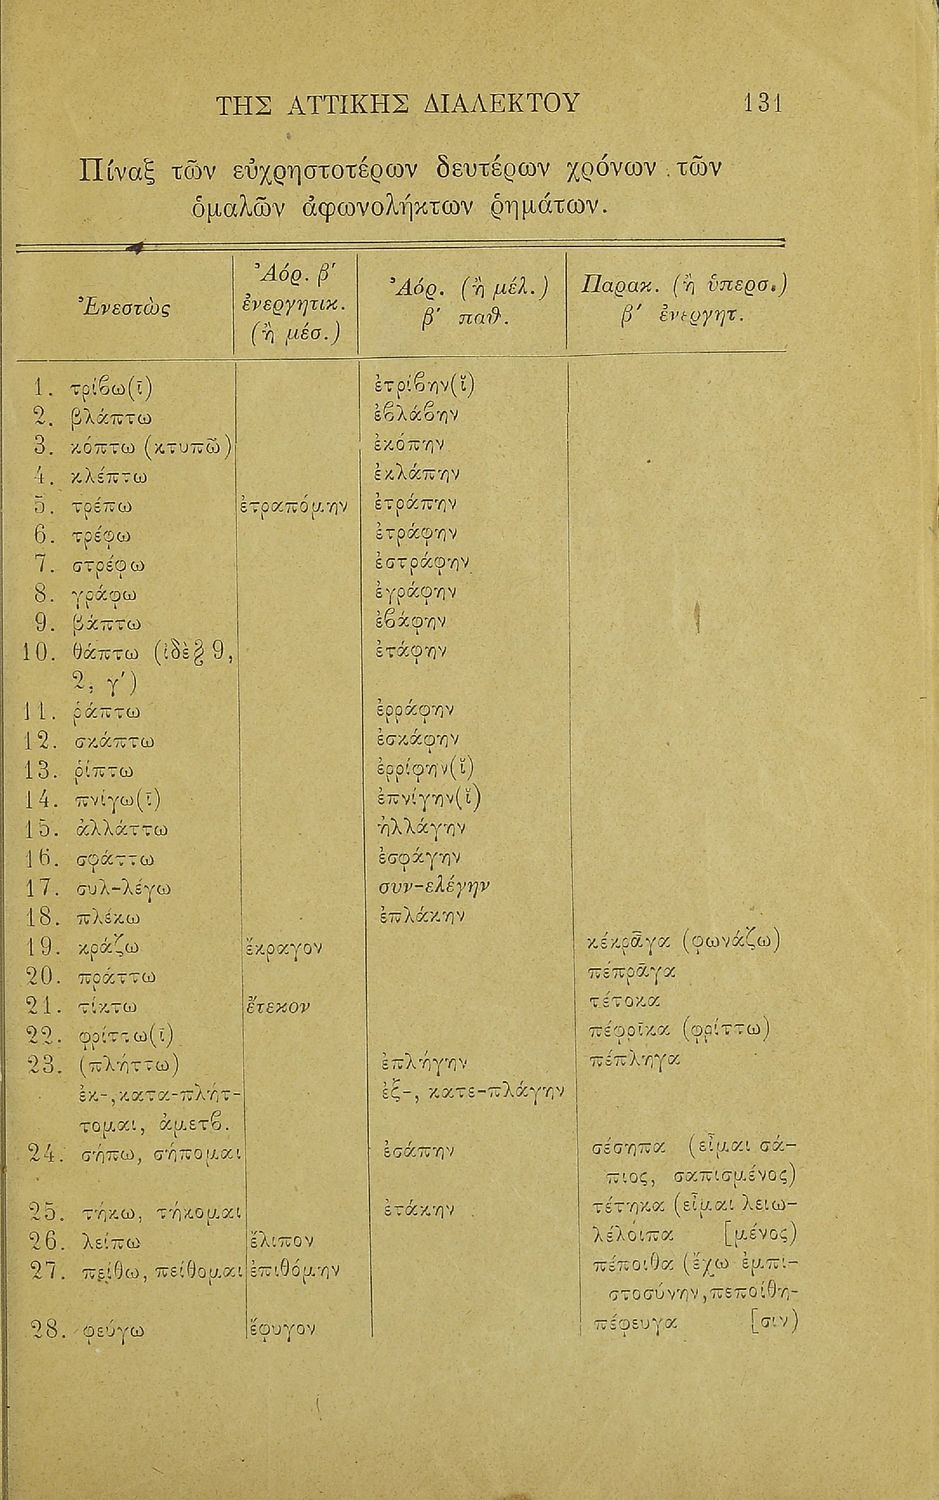 ΤΗΣ ΑΤΤΙΚΗΣ ΔΙΑΛΕΚΤΟΥ 131
Πίναξ τῶν εὐχρηστοτέρων δευτέρων χρόνων τῶν
ὁμαλῶν ἀφωνολήκτων ῥημάτων.
Ἐνεστὼς Ἀόρ. β′ ἐνεργητικ. (ἢ μέσ.) Ἀόρ. (ἢ μέλ.) β′ παθ. Παρακ. (ἢ ὑπερσ.) β′ ἐνεργητ.
1. τρίϐω(ῑ) ἐτρίϐην(ῐ)
2. βλάπτω ἐϐλάϐην
3. κόπτω (κτυπῶ) ἐκόπην
4. κλέπτω ἐκλάπην
5. τρέπω ἐτραπόμην ἐτράπην
6. τρέφω ἐτράφην
7. στρέφω ἐστράφην
8. γράφω ἐγράφην
9. βάπτω ἐϐάφην
10. θάπτω (ἰδὲ § 9, ἐτάφην
2, γ′)
11. ῥάπτω ἐρράφην
12. σκάπτω ἐσκάφην
13. ῥίπτω ἐρρίφην(ῐ)
14. πνίγω(ῑ) ἐπνίγην(ῐ)
15. ἀλλάττω ἠλλάγην
16. σφάττω ἐσφάγην
17. συλ-λέγω συν-ελέγην
18. πλέκω ἐπλάκην
19. κράζω ἔκραγον κέκρᾱγα (φωνάζω)
20. πράττω πέπρᾱγα
21. τίκτω ἔτεκον τέτοκα
22. φρίττω(ῑ) πέφρῑκα (φρίττω)
23. (πλήττω) ἐπλήγην πέπληγα
ἐκ-,κατα-πλήτ- ἐξ-, κατε-πλάγην
τομαι, ἀμετϐ.
24. σήπω, σήπομαι ἐσάπην σέσηπα (εἶμαι σά-
πιος, σαπισμένος)
25. τήκω, τήκομαι ἐτάκην τέτηκα (εἶμαι λειω-
26. λείπω ἔλιπον λέλοιπα [μένος)
27. πείθω, πείθομαι ἐπιθόμην πέποιθα (ἔχω ἐμπι-
στοσύνην,πεποίθη-
28. φεύγω ἔφυγον πέφευγα [σιν)